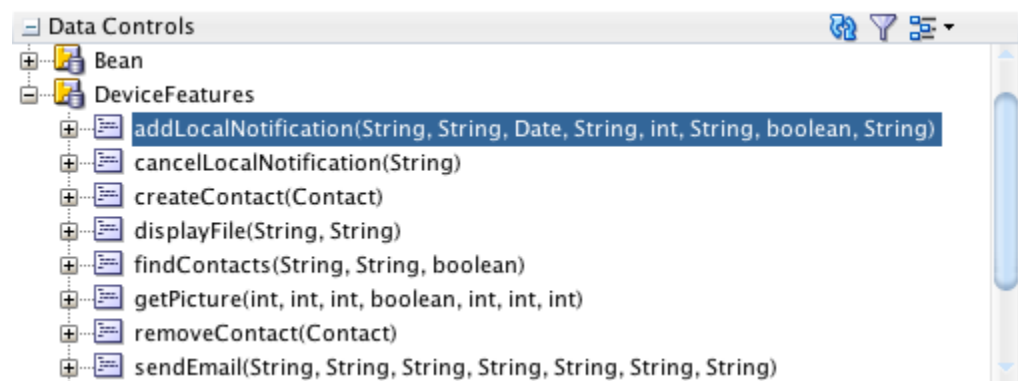 Data Controls
Bean
DeviceFeatures
addLocalNotification(String, String, Date, String, int, String, boolean, String)
cancelLocalNotification(String)
createContact(Contact)
displayFile(String, String)
findContacts(String, String, boolean)
getPicture(int, int, int, boolean, int, int, int)
removeContact(Contact)
sendEmail(String, String, String, String, String, String, String)